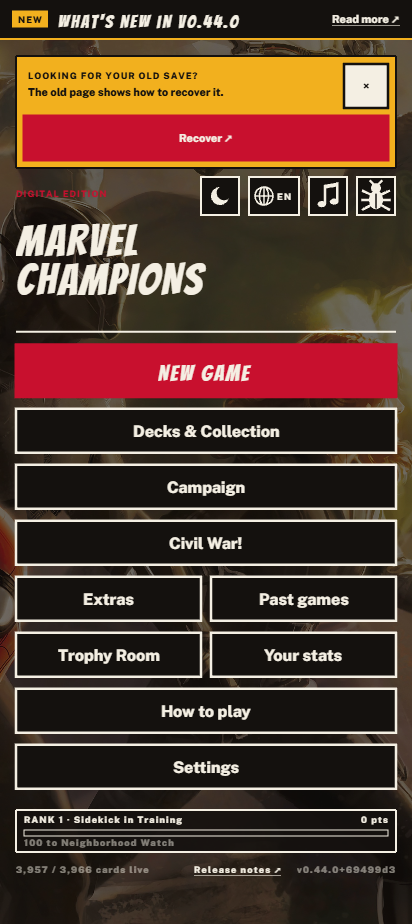 NEW WHAT'S NEW IN V0.44.0 Read more ↗
LOOKING FOR YOUR OLD SAVE?
The old page shows how to recover it.
×
Recover ↗
DIGITAL EDITION
EN
MARVEL
CHAMPIONS
NEW GAME
Decks & Collection
Campaign
Civil War!
Extras
Past games
Trophy Room
Your stats
How to play
Settings
RANK 1 · Sidekick in Training 0 pts
100 to Neighborhood Watch
3,957 / 3,966 cards live Release notes ↗ v0.44.0+69499d3